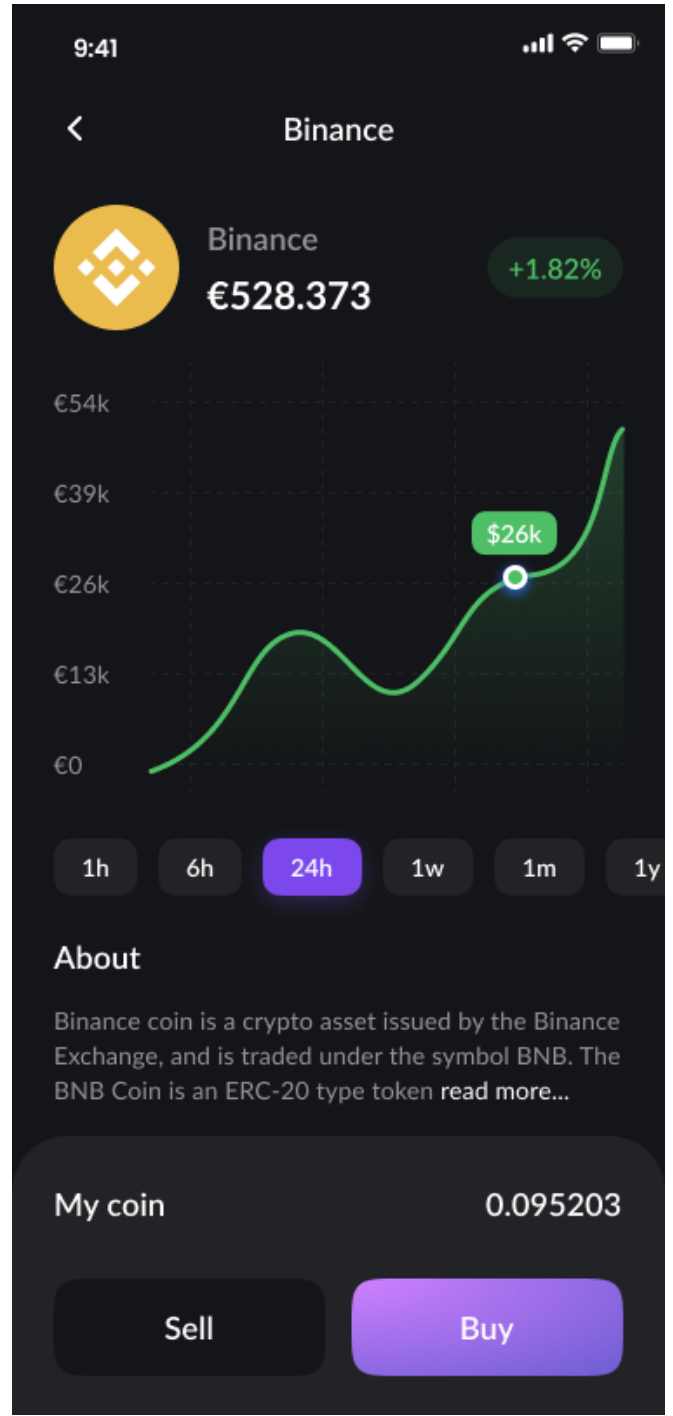 9:41
Binance
Binance
€528.373
+1.82%
€54k
€39k
$26k
€26k
€13k
€0
1h 6h 24h 1w 1m 1y
About
Binance coin is a crypto asset issued by the Binance
Exchange, and is traded under the symbol BNB. The
BNB Coin is an ERC-20 type token read more...
My coin 0.095203
Sell Buy